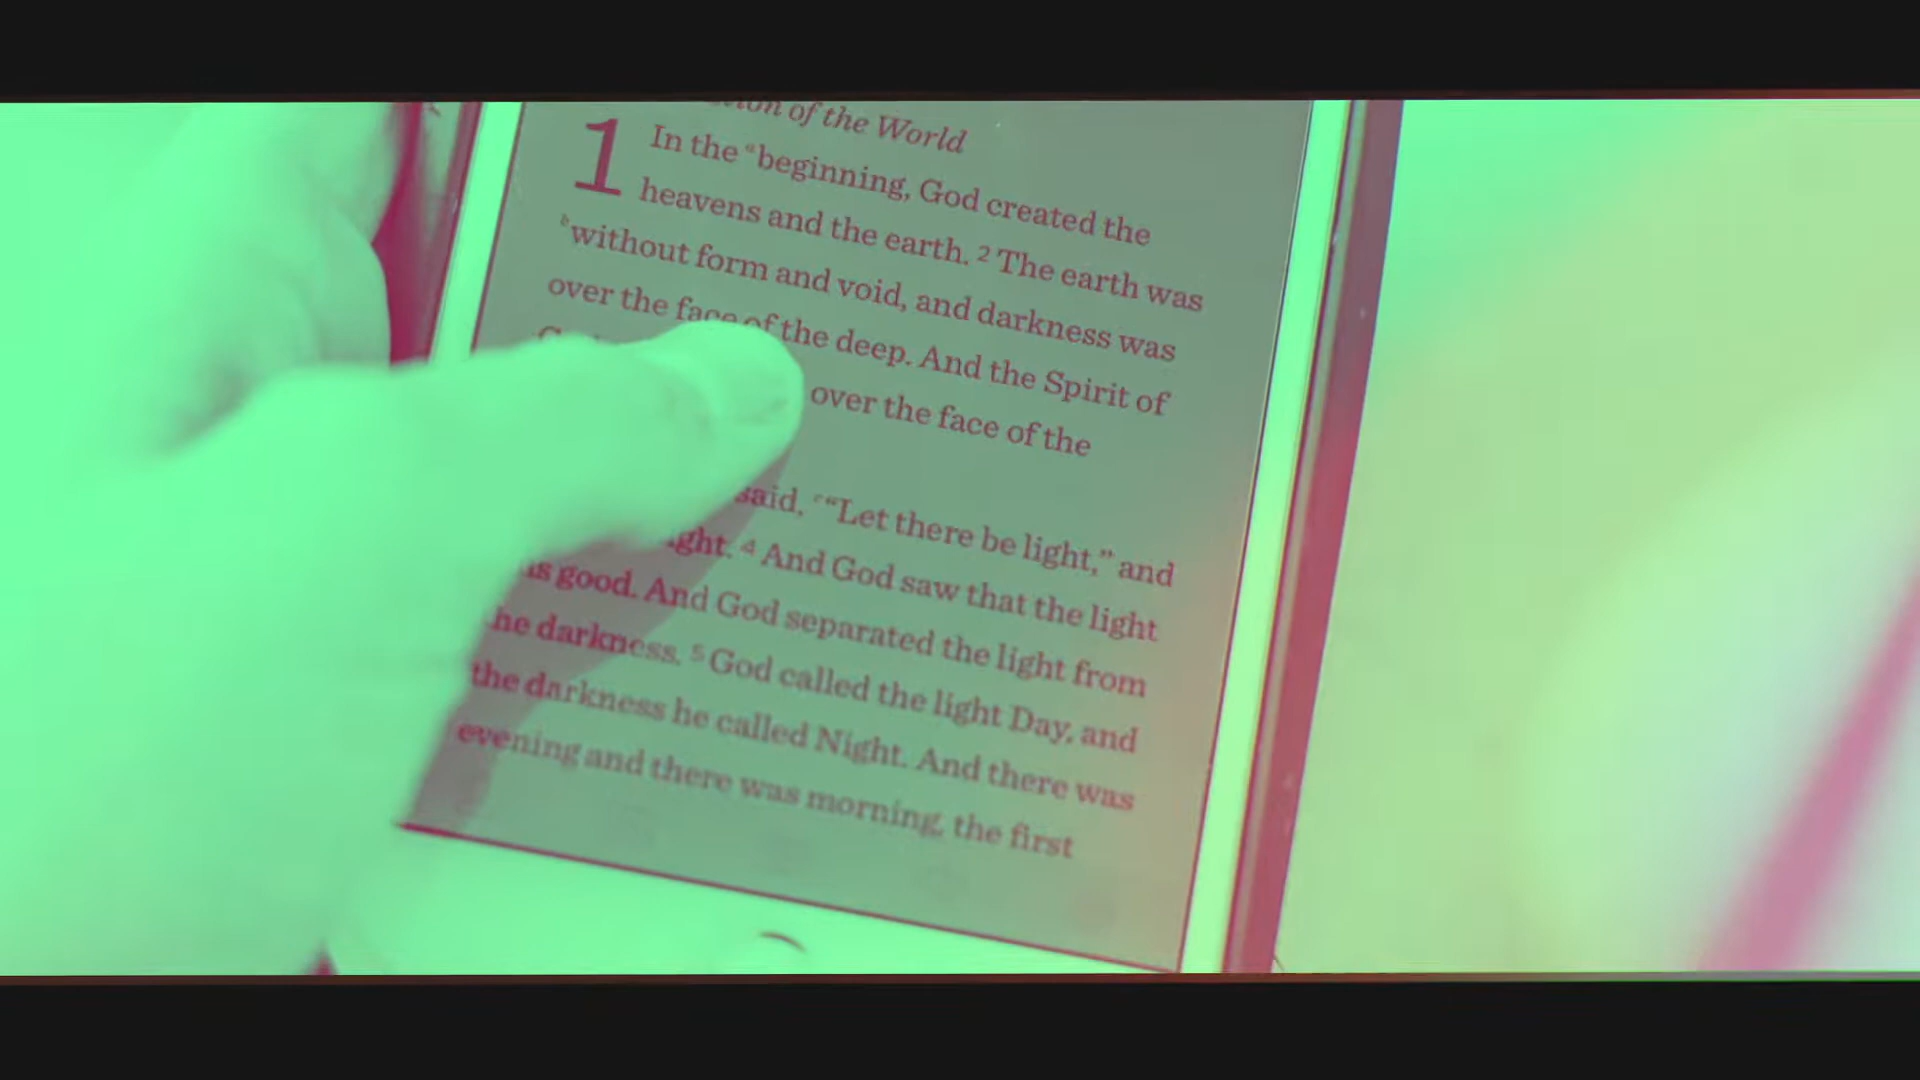 of the World
1 In the ᵃbeginning, God created the
heavens and the earth. 2 The earth was
ᵇwithout form and void, and darkness was
over the face of the deep. And the Spirit of
over the face of the
said, ᶜ“Let there be light,” and
4 And God saw that the light
good. And God separated the light from
darkness. 5 God called the light Day, and
the darkness he called Night. And there was
evening and there was morning, the first